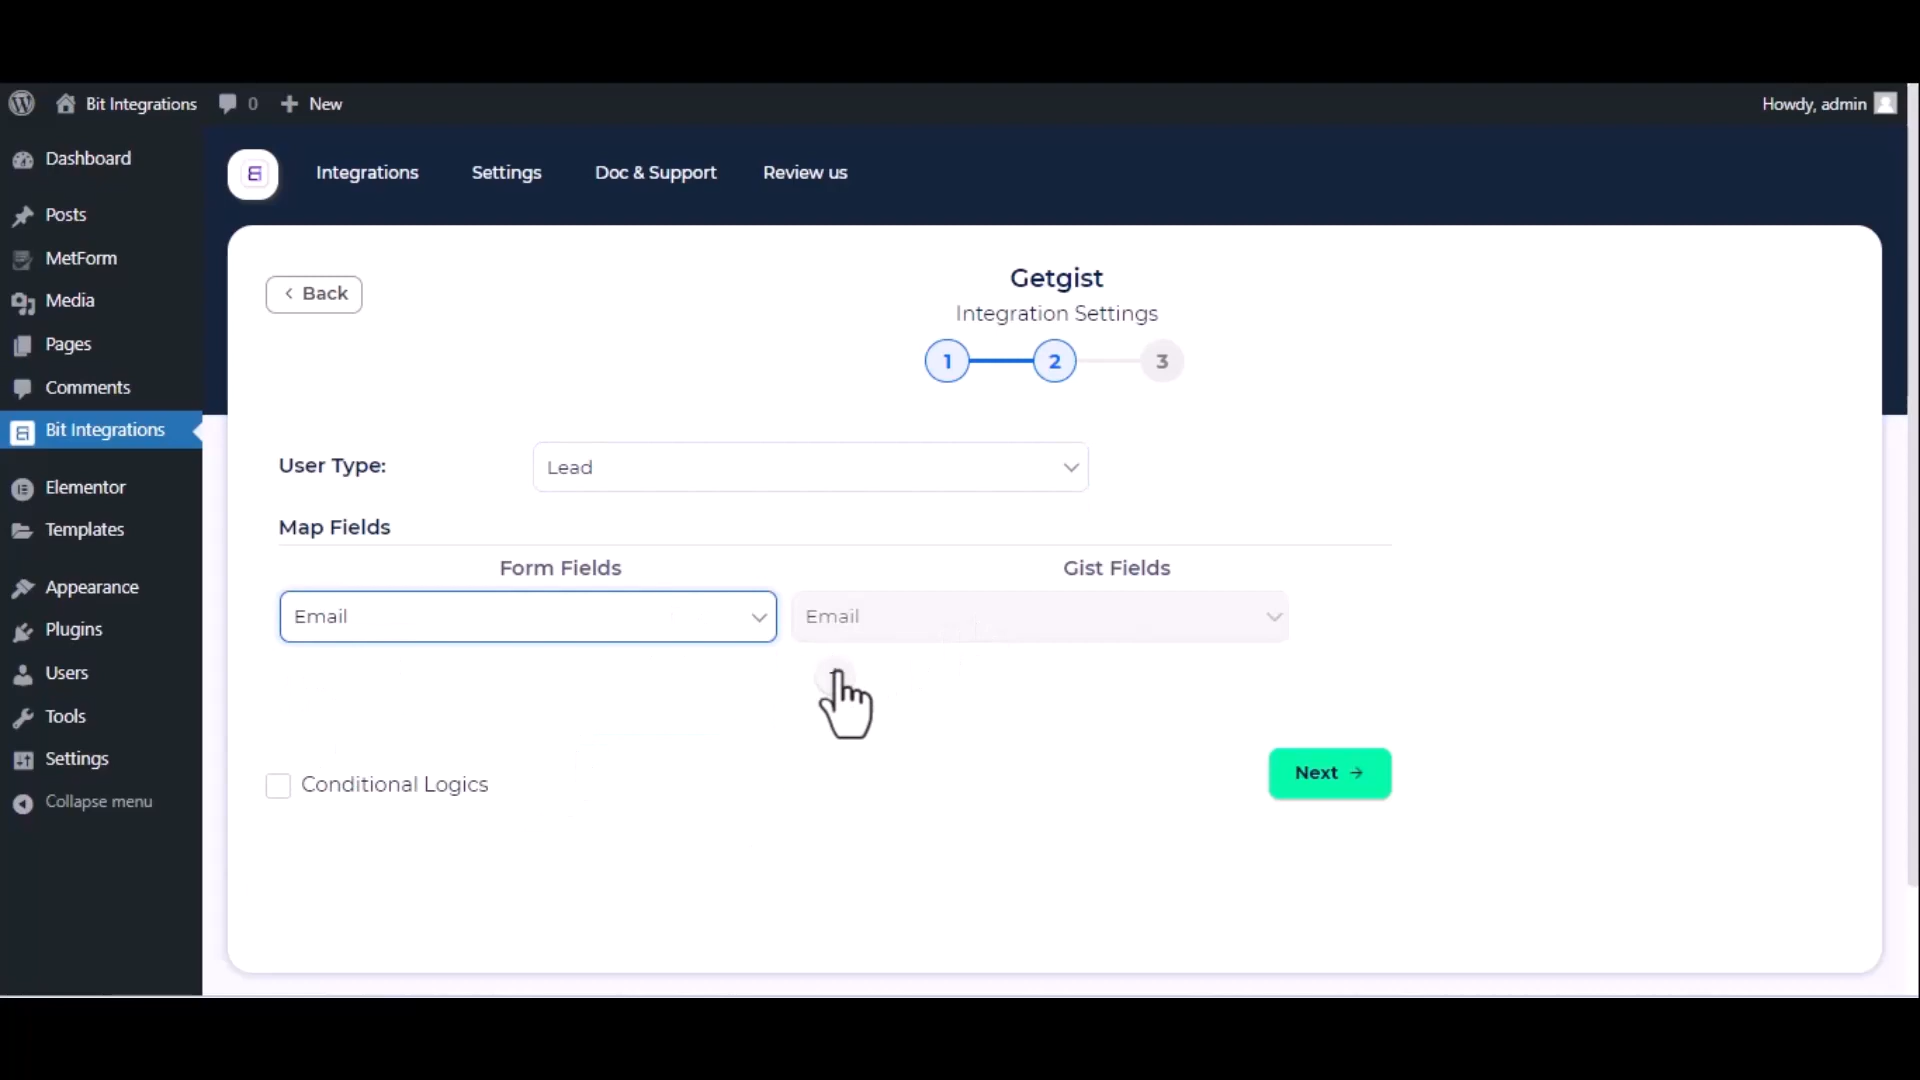 Bit Integrations 0 New Howdy, admin
Dashboard
Posts
MetForm
Media
Pages
Comments
Bit Integrations
Elementor
Templates
Appearance
Plugins
Users
Tools
Settings
Collapse menu
Integrations Settings Doc & Support Review us
Back
Getgist
Integration Settings
1 2 3
User Type: Lead
Map Fields
Form Fields Gist Fields
Email Email
Conditional Logics
Next